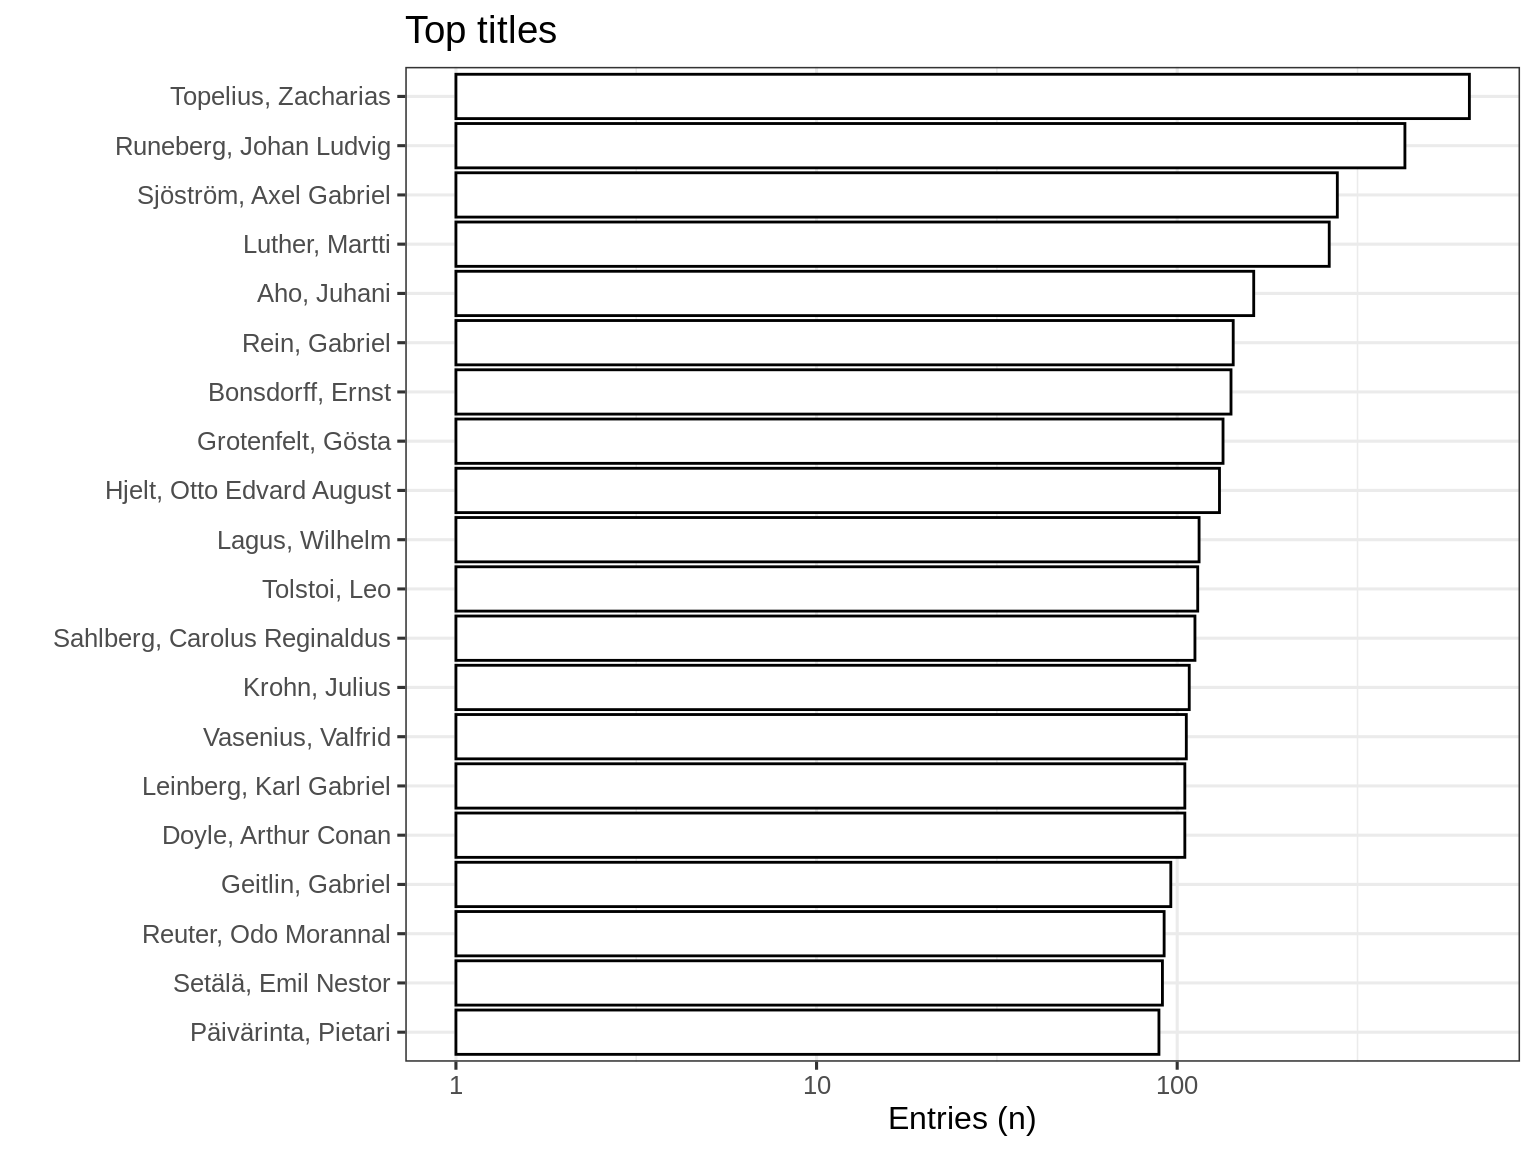 Top titles
Topelius, Zacharias
Runeberg, Johan Ludvig
Sjöström, Axel Gabriel
Luther, Martti
Aho, Juhani
Rein, Gabriel
Bonsdorff, Ernst
Grotenfelt, Gösta
Hjelt, Otto Edvard August
Lagus, Wilhelm
Tolstoi, Leo
Sahlberg, Carolus Reginaldus
Krohn, Julius
Vasenius, Valfrid
Leinberg, Karl Gabriel
Doyle, Arthur Conan
Geitlin, Gabriel
Reuter, Odo Morannal
Setälä, Emil Nestor
Päivärinta, Pietari
1 10 100
Entries (n)